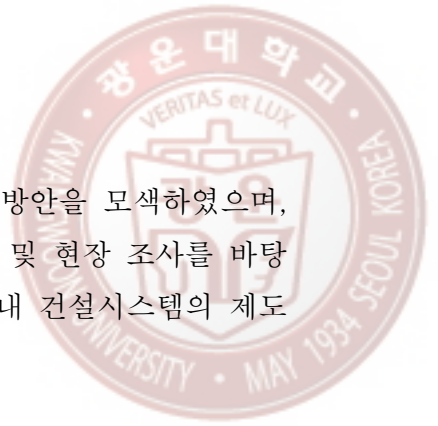 광운대학교
VERITAS et LUX
방안을 모색하였으며,
및 현장 조사를 바탕
내 건설시스템의 제도
KWANGWOON UNIVERSITY • MAY 1934 SEOUL KOREA